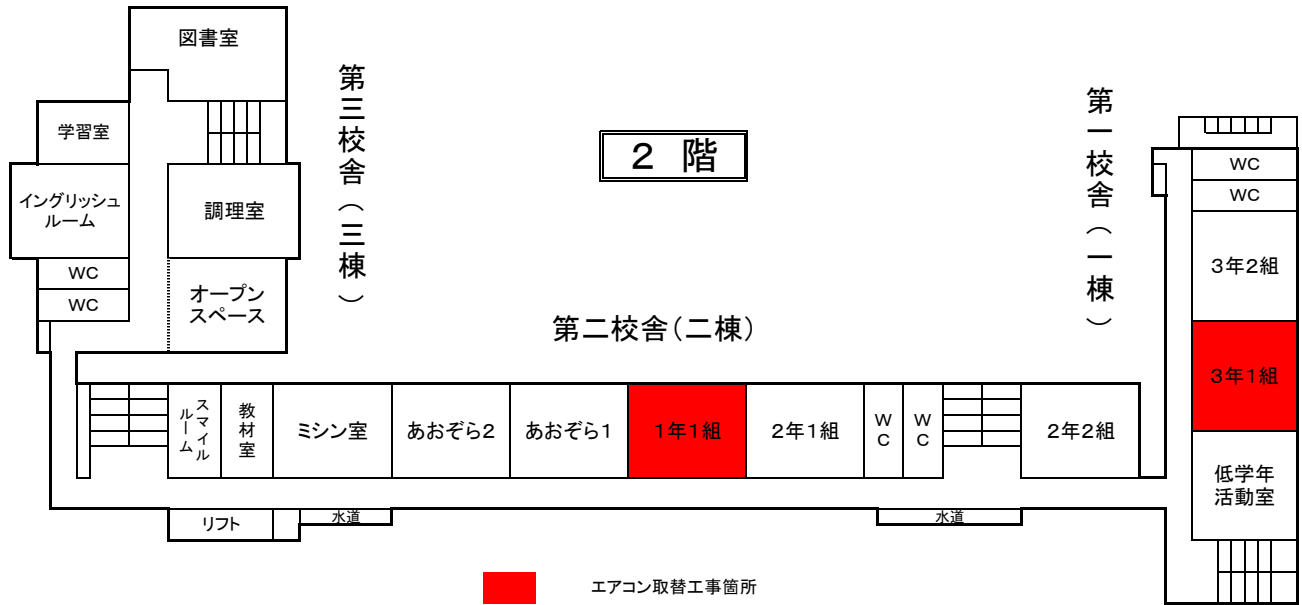 図書室
学習室
イングリッシュ
ルーム
調理室
WC
WC
オープン
スペース
第三校舎（三棟）
２ 階
第一校舎（一棟）
WC
WC
３年２組
３年１組
低学年
活動室
第二校舎（二棟）
スマイル
ルーム
教材室
ミシン室
あおぞら２
あおぞら１
１年１組
２年１組
WC
WC
２年２組
リフト
水道
水道
エアコン取替工事箇所